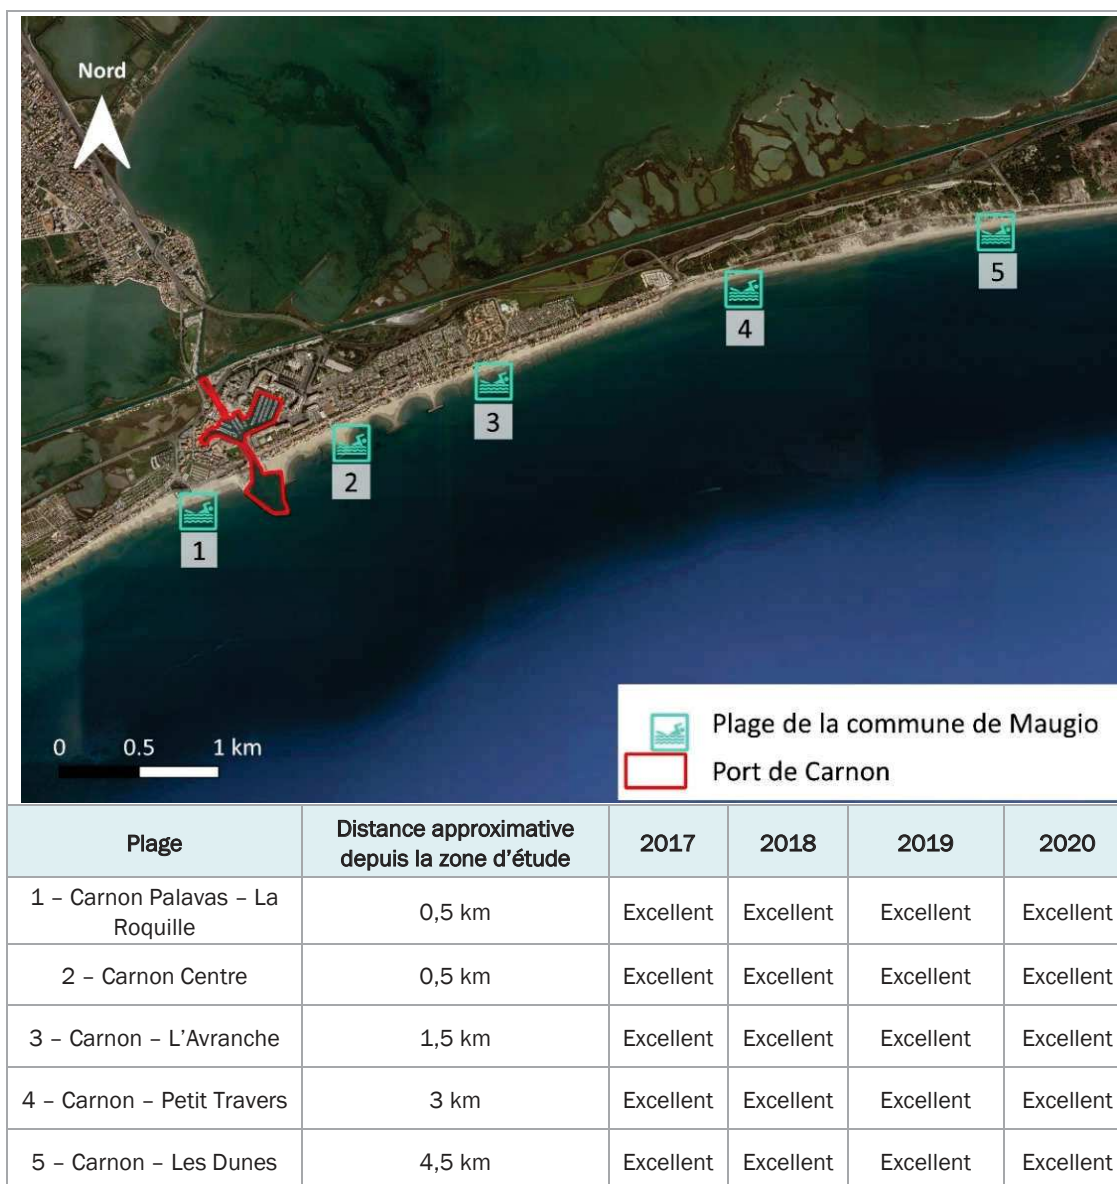 Nord
5
4
3
2
1
0 0.5 1 km
Plage de la commune de Maugio
Port de Carnon
Plage
Distance approximative
depuis la zone d'étude
2017
2018
2019
2020
1 – Carnon Palavas – La
Roquille
0,5 km
Excellent
Excellent
Excellent
Excellent
2 – Carnon Centre
0,5 km
Excellent
Excellent
Excellent
Excellent
3 – Carnon – L'Avranche
1,5 km
Excellent
Excellent
Excellent
Excellent
4 – Carnon – Petit Travers
3 km
Excellent
Excellent
Excellent
Excellent
5 – Carnon – Les Dunes
4,5 km
Excellent
Excellent
Excellent
Excellent